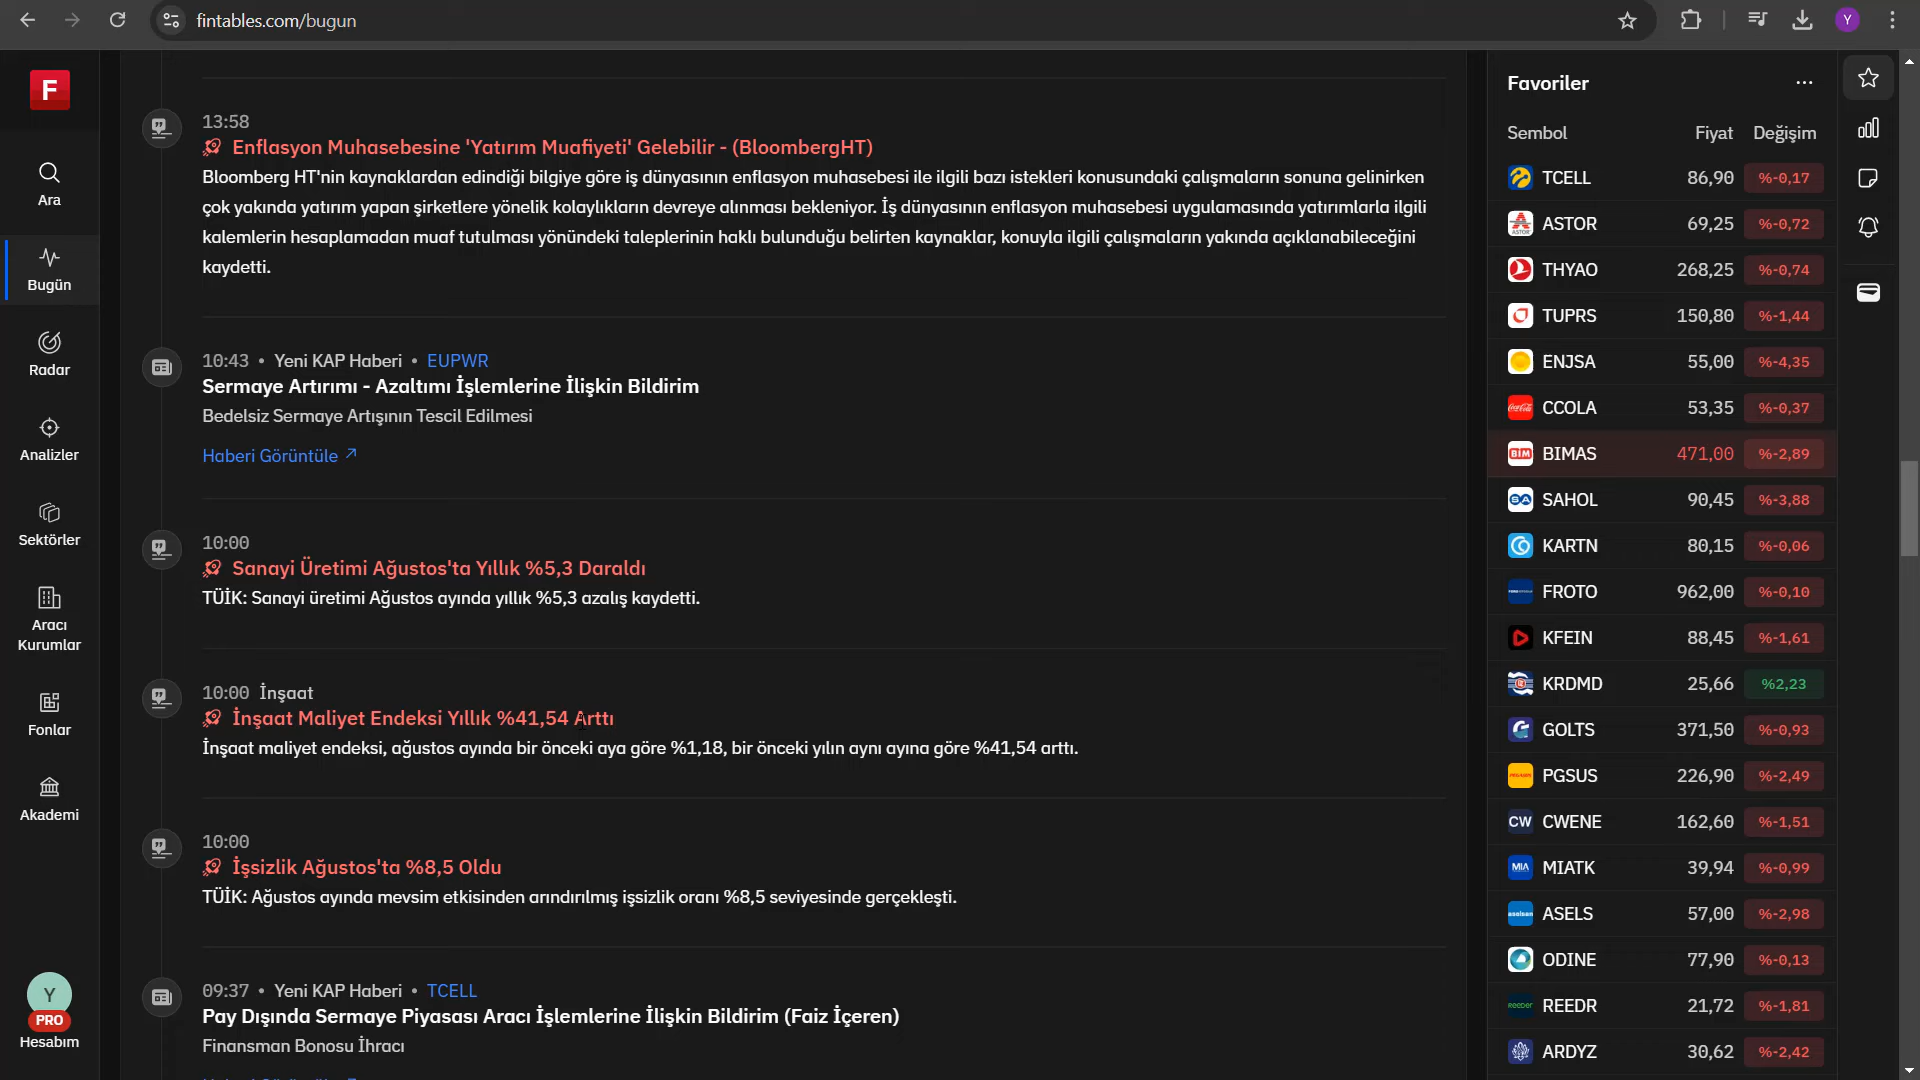 fintables.com/bugun
Y
F
Ara
Bugün
Radar
Analizler
Sektörler
Aracı
Kurumlar
Fonlar
Akademi
Y
PRO
Hesabım
13:58
Enflasyon Muhasebesine 'Yatırım Muafiyeti' Gelebilir - (BloombergHT)
Bloomberg HT'nin kaynaklardan edindiği bilgiye göre iş dünyasının enflasyon muhasebesi ile ilgili bazı istekleri konusundaki çalışmaların sonuna gelinirken
çok yakında yatırım yapan şirketlere yönelik kolaylıkların devreye alınması bekleniyor. İş dünyasının enflasyon muhasebesi uygulamasında yatırımlarla ilgili
kalemlerin hesaplamadan muaf tutulması yönündeki taleplerinin haklı bulunduğu belirten kaynaklar, konuyla ilgili çalışmaların yakında açıklanabileceğini
kaydetti.
10:43 • Yeni KAP Haberi • EUPWR
Sermaye Artırımı - Azaltımı İşlemlerine İlişkin Bildirim
Bedelsiz Sermaye Artışının Tescil Edilmesi
Haberi Görüntüle ↗
10:00
Sanayi Üretimi Ağustos'ta Yıllık %5,3 Daraldı
TÜİK: Sanayi üretimi Ağustos ayında yıllık %5,3 azalış kaydetti.
10:00 İnşaat
İnşaat Maliyet Endeksi Yıllık %41,54 Arttı
İnşaat maliyet endeksi, ağustos ayında bir önceki aya göre %1,18, bir önceki yılın aynı ayına göre %41,54 arttı.
10:00
İşsizlik Ağustos'ta %8,5 Oldu
TÜİK: Ağustos ayında mevsim etkisinden arındırılmış işsizlik oranı %8,5 seviyesinde gerçekleşti.
09:37 • Yeni KAP Haberi • TCELL
Pay Dışında Sermaye Piyasası Aracı İşlemlerine İlişkin Bildirim (Faiz İçeren)
Finansman Bonosu İhracı
Favoriler
Sembol Fiyat Değişim
TCELL 86,90 %-0,17
ASTOR 69,25 %-0,72
THYAO 268,25 %-0,74
TUPRS 150,80 %-1,44
ENJSA 55,00 %-4,35
CCOLA 53,35 %-0,37
BİM BIMAS 471,00 %-2,89
SA SAHOL 90,45 %-3,88
KARTN 80,15 %-0,06
FROTO 962,00 %-0,10
KFEIN 88,45 %-1,61
KRDMD 25,66 %2,23
GOLTS 371,50 %-0,93
PGSUS 226,90 %-2,49
CW CWENE 162,60 %-1,51
MIA MIATK 39,94 %-0,99
aselsan ASELS 57,00 %-2,98
ODINE 77,90 %-0,13
reeder REEDR 21,72 %-1,81
ARDYZ 30,62 %-2,42